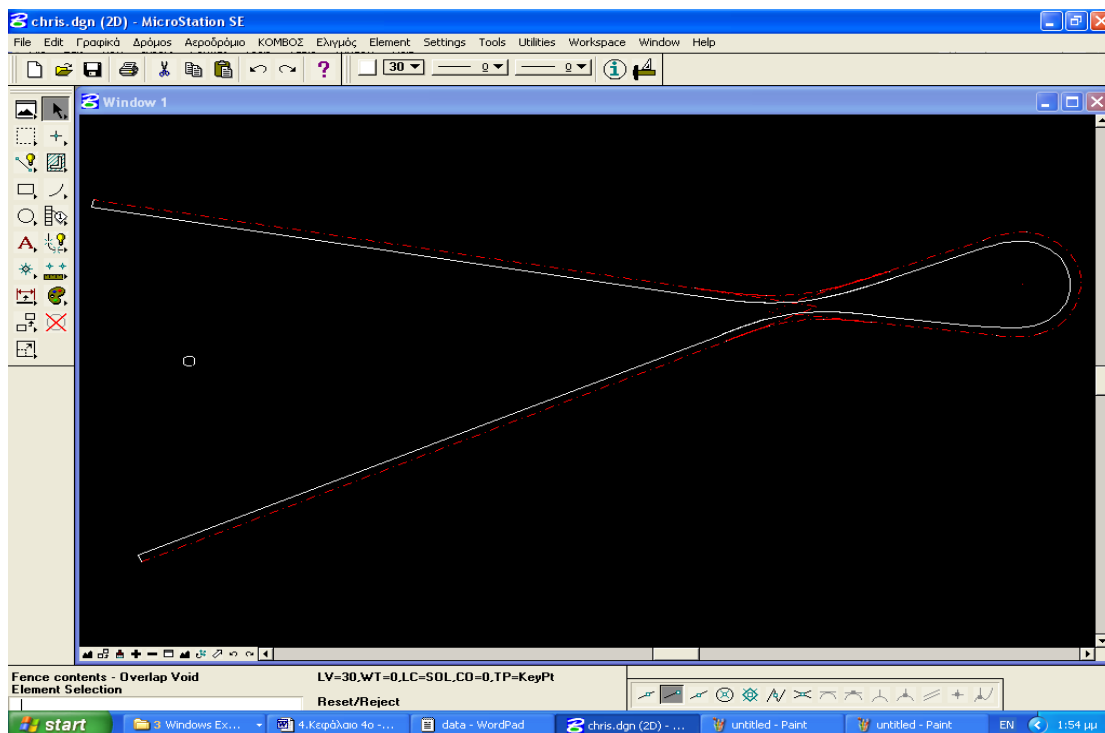 chris.dgn (2D) - MicroStation SE
File Edit Γραφικά Δρόμος Αεροδρόμιο ΚΟΜΒΟΣ Ελιγμός Element Settings Tools Utilities Workspace Window Help
30 0 0
Window 1
Fence contents - Overlap Void LV=30,WT=0,LC=SOL,CO=0,TP=KeyPt
Element Selection
Reset/Reject
start 3 Windows Ex... 4.Κεφάλαιο 4ο -... data - WordPad chris.dgn (2D) - ... untitled - Paint untitled - Paint EN 1:54 μμ